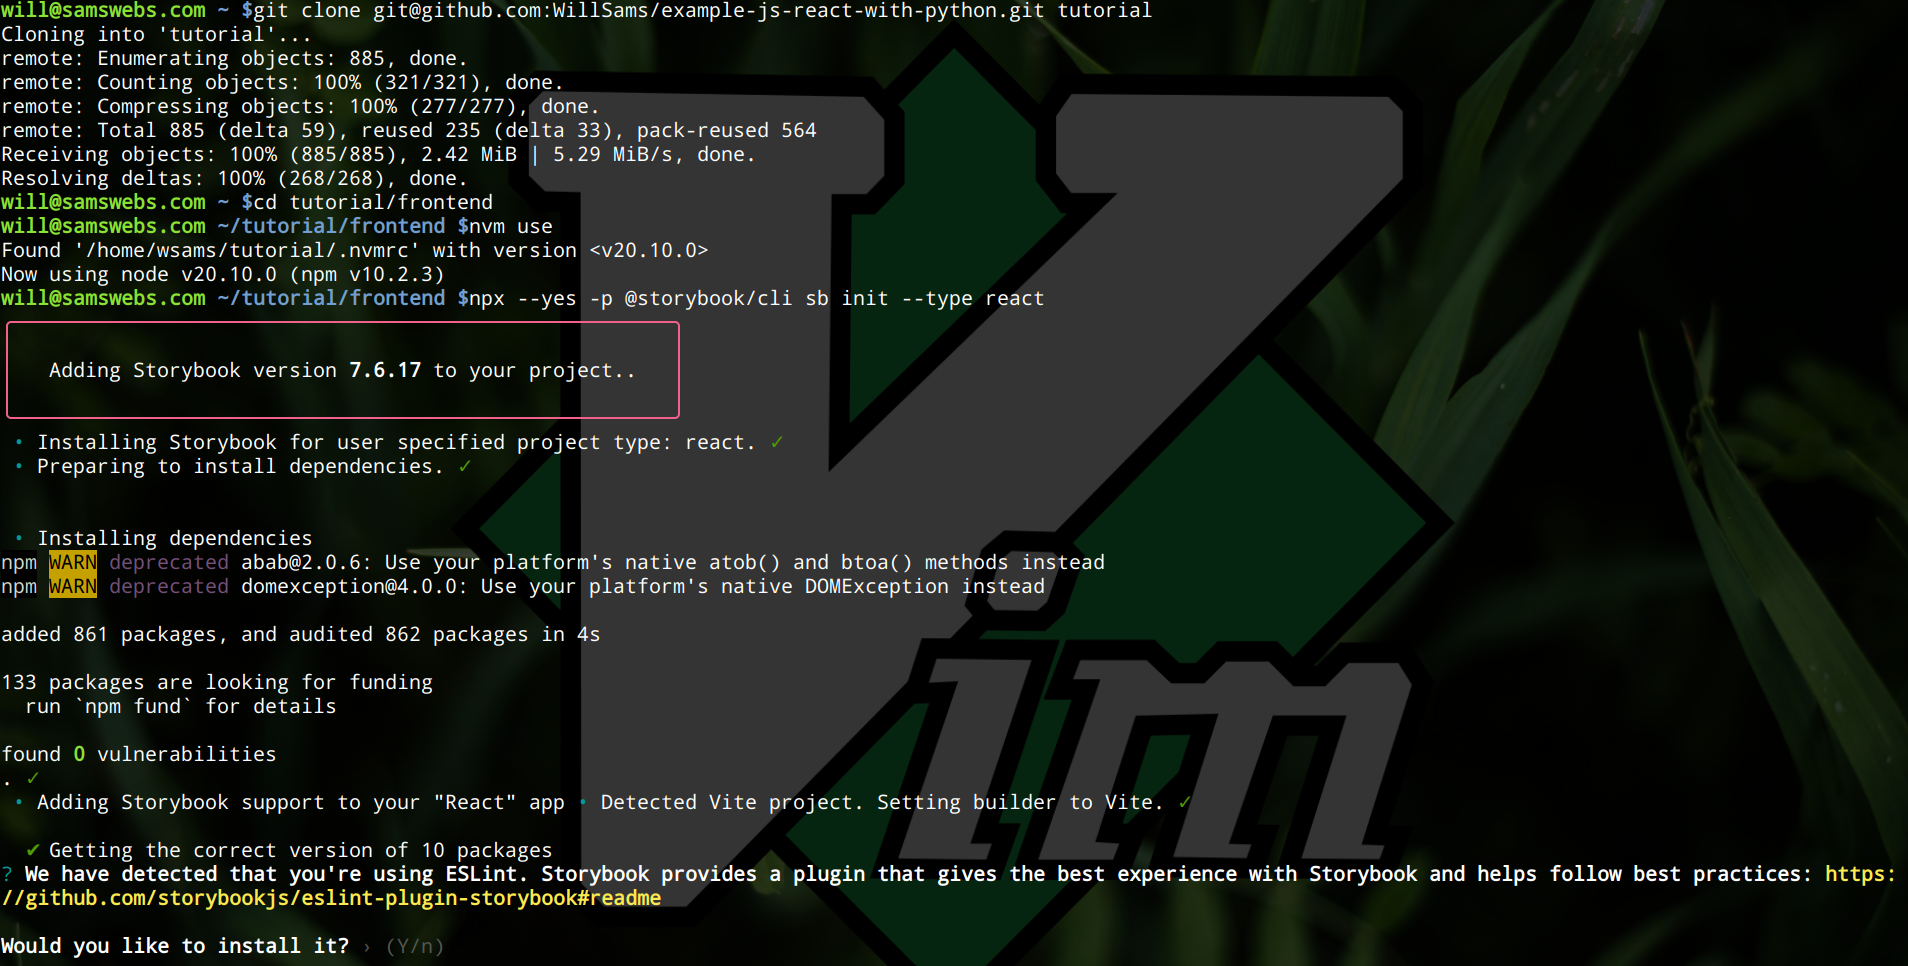 will@samswebs.com ~ $git clone git@github.com:WillSams/example-js-react-with-python.git tutorial
Cloning into 'tutorial'...
remote: Enumerating objects: 885, done.
remote: Counting objects: 100% (321/321), done.
remote: Compressing objects: 100% (277/277), done.
remote: Total 885 (delta 59), reused 235 (delta 33), pack-reused 564
Receiving objects: 100% (885/885), 2.42 MiB | 5.29 MiB/s, done.
Resolving deltas: 100% (268/268), done.
will@samswebs.com ~ $cd tutorial/frontend
will@samswebs.com ~/tutorial/frontend $nvm use
Found '/home/wsams/tutorial/.nvmrc' with version <v20.10.0>
Now using node v20.10.0 (npm v10.2.3)
will@samswebs.com ~/tutorial/frontend $npx --yes -p @storybook/cli sb init --type react
Adding Storybook version 7.6.17 to your project..
• Installing Storybook for user specified project type: react. ✓
• Preparing to install dependencies. ✓
• Installing dependencies
npm WARN deprecated abab@2.0.6: Use your platform's native atob() and btoa() methods instead
npm WARN deprecated domexception@4.0.0: Use your platform's native DOMException instead
added 861 packages, and audited 862 packages in 4s
133 packages are looking for funding
run `npm fund` for details
found 0 vulnerabilities
. ✓
• Adding Storybook support to your "React" app • Detected Vite project. Setting builder to Vite. ✓
✔ Getting the correct version of 10 packages
? We have detected that you're using ESLint. Storybook provides a plugin that gives the best experience with Storybook and helps follow best practices: https:
//github.com/storybookjs/eslint-plugin-storybook#readme
Would you like to install it? › (Y/n)
Vim